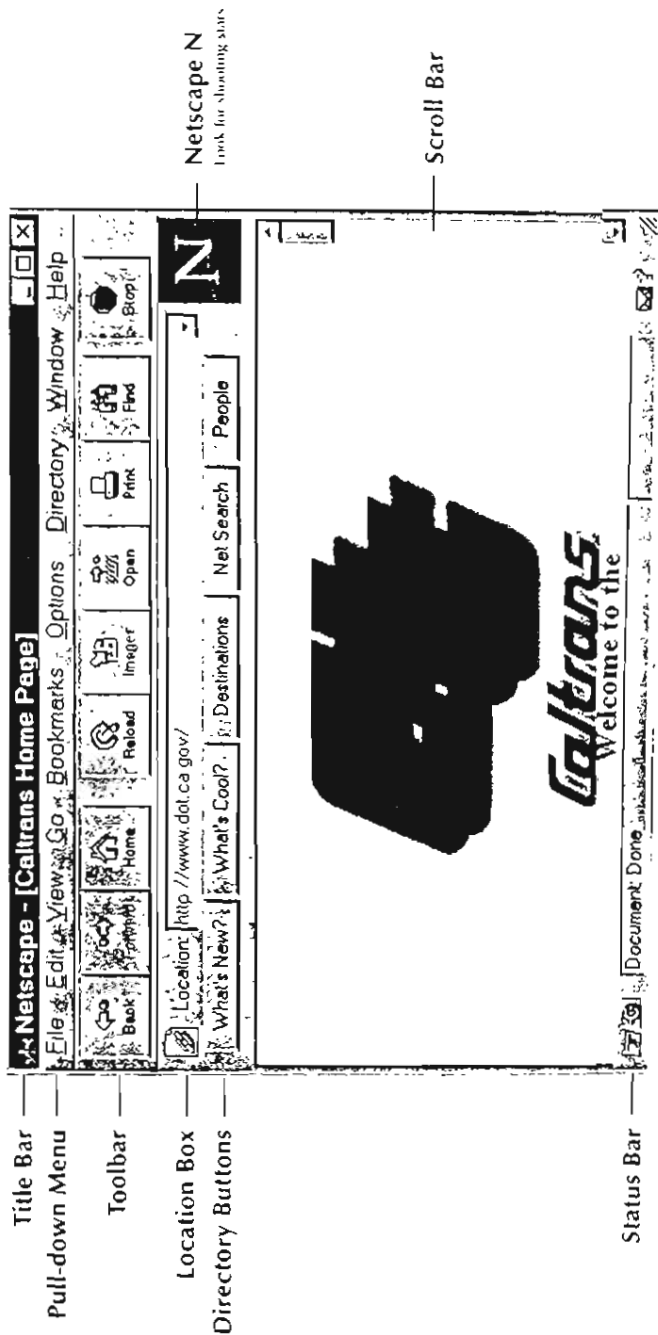 Title Bar
Netscape - [Caltrans Home Page]
Pull-down Menu
File Edit View Go Bookmarks Options Directory Window Help
Toolbar
Back Forward Home Reload Images Open Print Find Stop
Location Box
Location: http://www.dot.ca.gov/
N
Netscape N
Look for shooting stars
Directory Buttons
What's New? What's Cool? Destinations Net Search People
Scroll Bar
Caltrans
Welcome to the
Status Bar
Document: Done